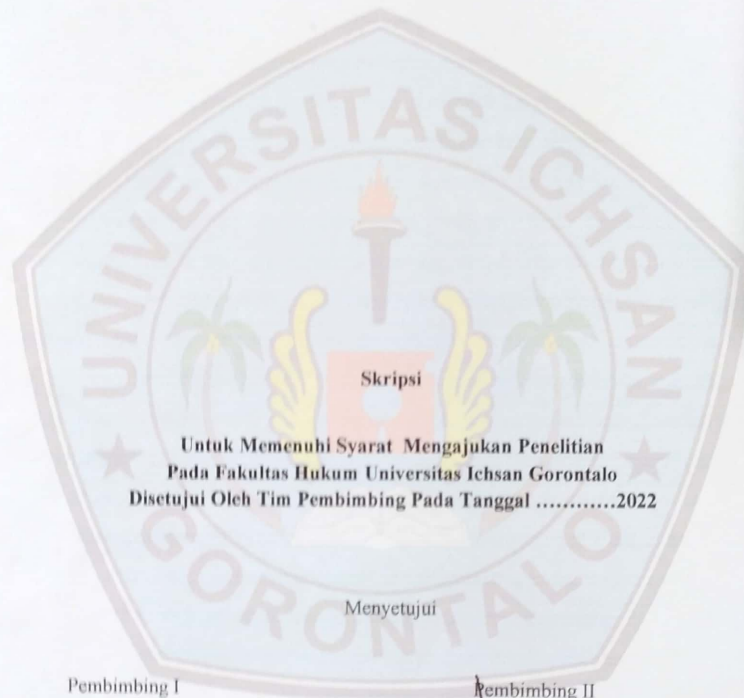 UNIVERSITAS ICHSAN
Skripsi
Untuk Memenuhi Syarat Mengajukan Penelitian
Pada Fakultas Hukum Universitas Ichsan Gorontalo
Disetujui Oleh Tim Pembimbing Pada Tanggal ............2022
GORONTALO
Menyetujui
Pembimbing I Pembimbing II